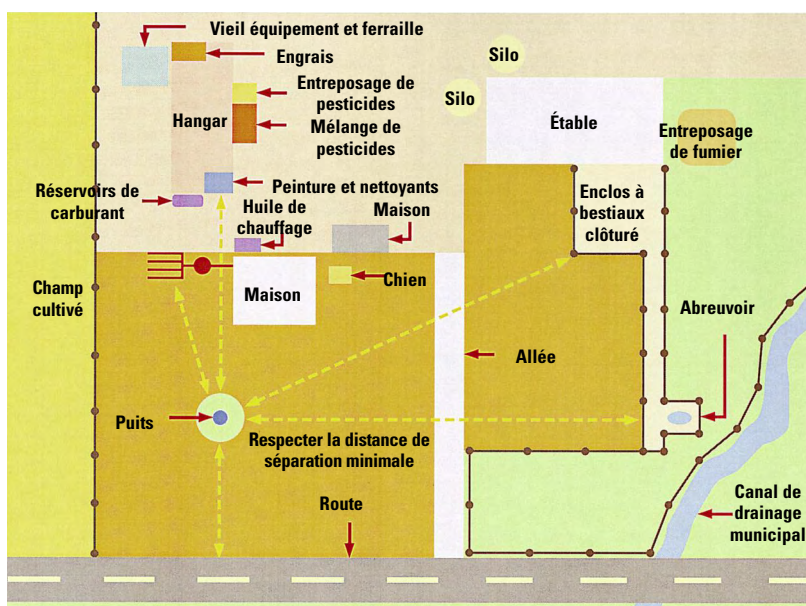 Vieil équipement et ferraille
Engrais
Silo
Entreposage de
pesticides
Silo
Hangar
Mélange de
pesticides
Étable
Entreposage
de fumier
Réservoirs de
carburant
Peinture et nettoyants
Huile de
chauffage
Maison
Enclos à
bestiaux
clôturé
Champ
cultivé
Maison
Chien
Abreuvoir
Allée
Puits
Respecter la distance de
séparation minimale
Route
Canal de
drainage
municipal